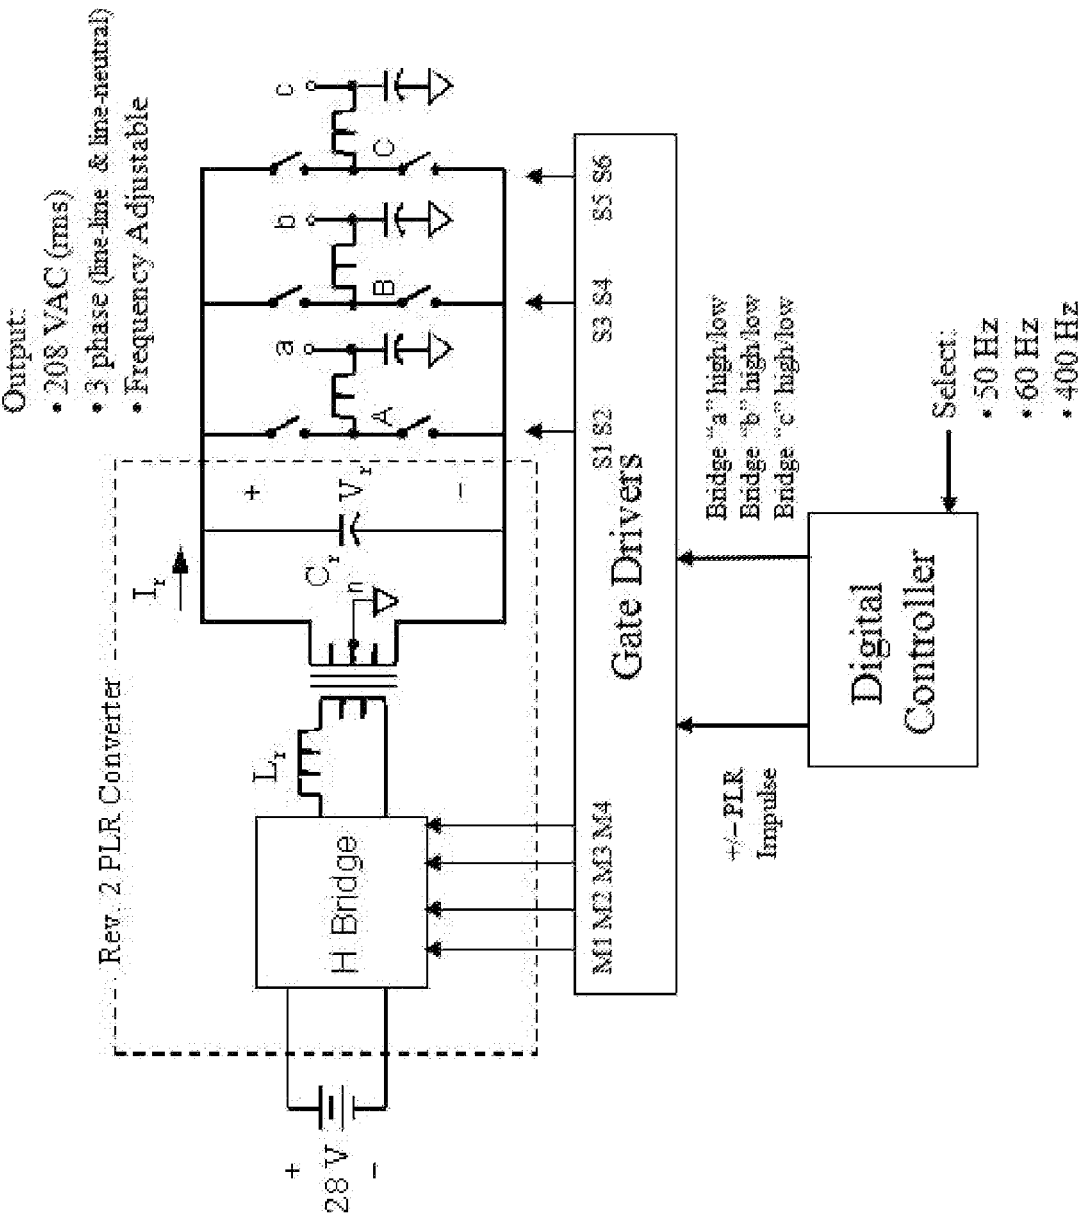 Output:
• 208 VAC (rms)
• 3 phase (line-line & line-neutral)
• Frequency Adjustable
Rev. 2 PLR Converter
28 V
+
−
H Bridge
Lr
n
Ir
Cr
Vr
+
−
A
a
B
b
C
c
M1 M2 M3 M4
S1 S2
S3 S4
S5 S6
Gate Drivers
+/− PLR
Impulse
Bridge "a" high/low
Bridge "b" high/low
Bridge "c" high/low
Digital
Controller
Select:
• 50 Hz
• 60 Hz
• 400 Hz